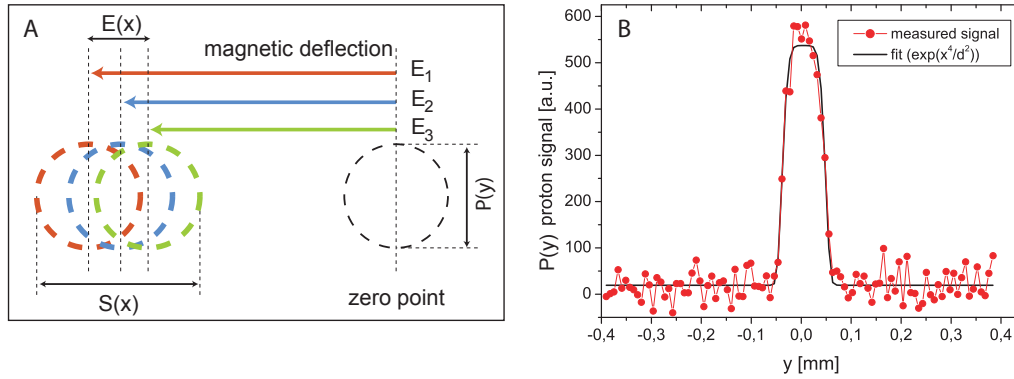 A
E(x)
magnetic deflection
E1
E2
E3
P(y)
S(x)
zero point
B
measured signal
fit (exp(x⁴/d²))
P(y) proton signal [a.u.]
600
500
400
300
200
100
0
-0,4
-0,3
-0,2
-0,1
0,0
0,1
0,2
0,3
0,4
y [mm]